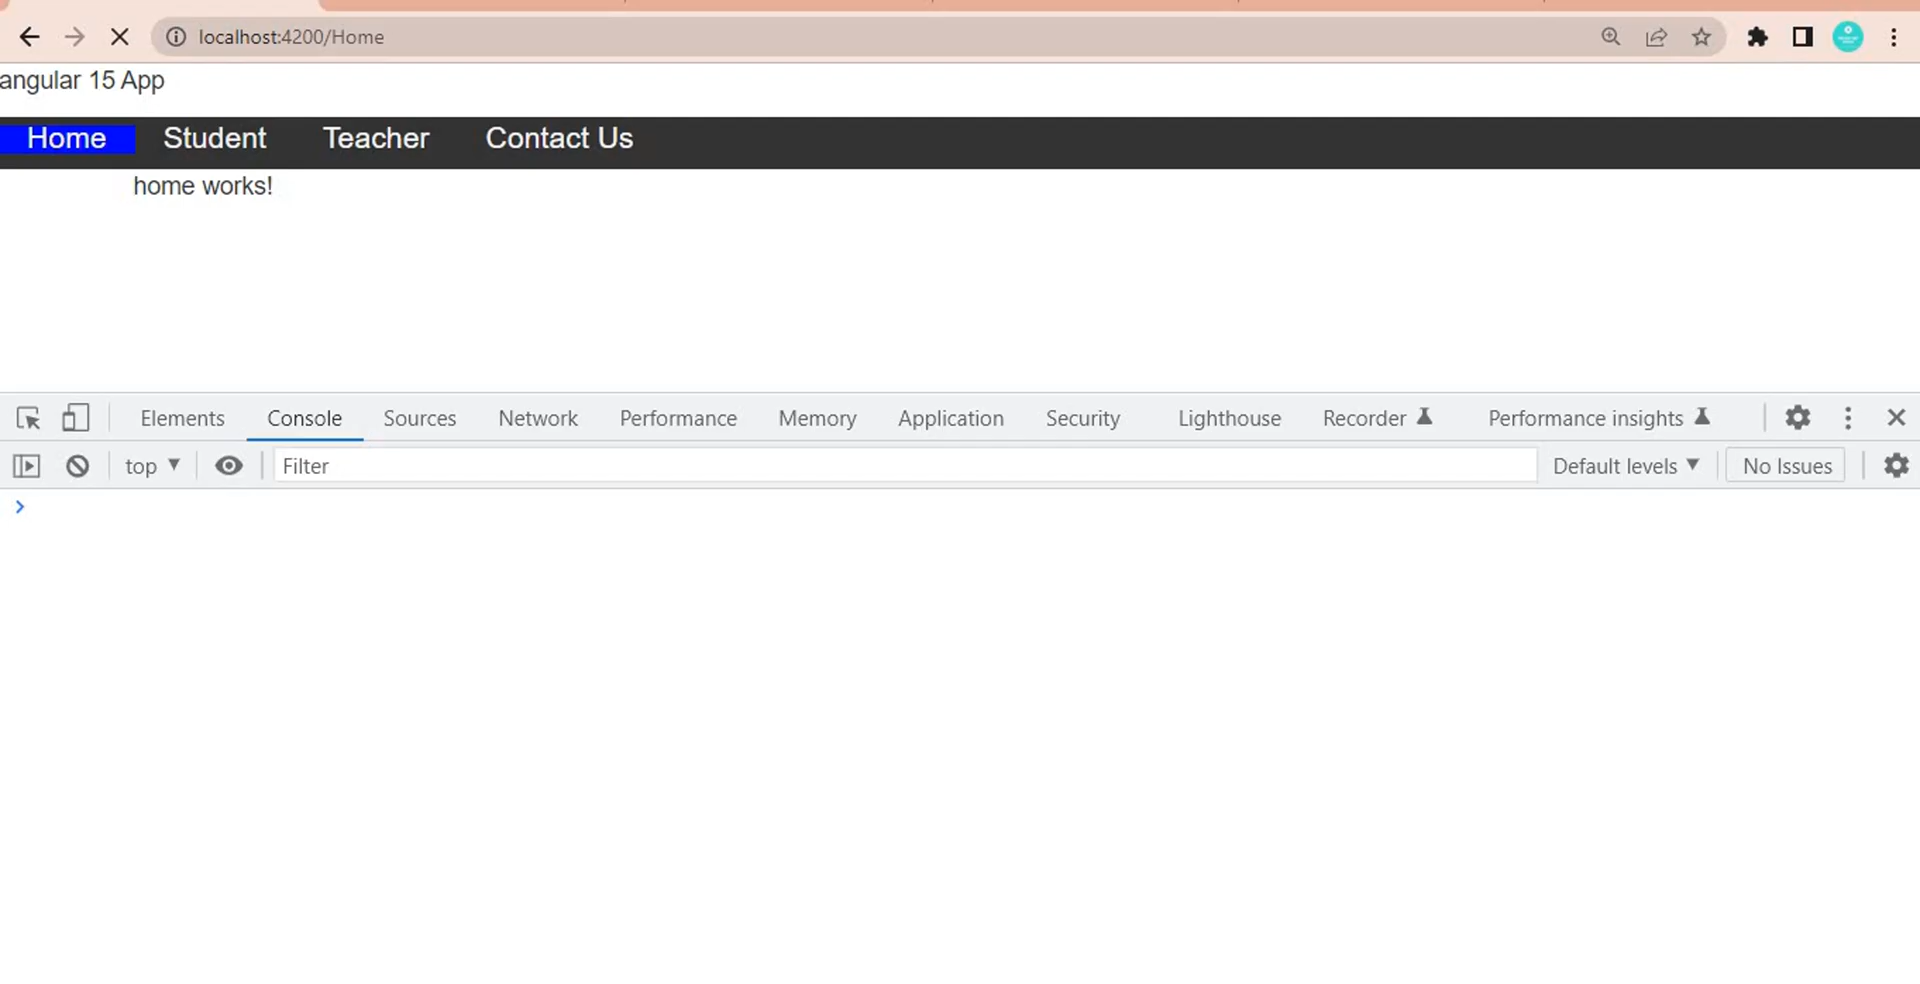 localhost:4200/Home
angular 15 App
Home Student Teacher Contact Us
home works!
Elements Console Sources Network Performance Memory Application Security Lighthouse Recorder Performance insights
top Filter Default levels No Issues